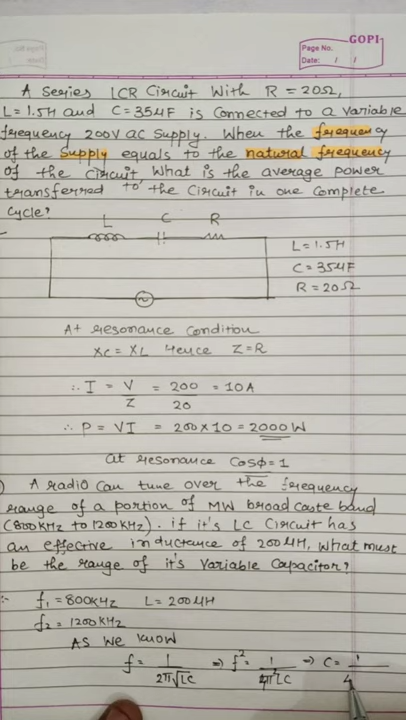 GOPI
Page No.
Date: / /
A Series LCR Circuit With R = 20Ω,
L = 1.5H and C = 35μF is Connected to a Variable
frequency 200V ac Supply. When the frequency
of the Supply equals to the natural frequency
of the circuit What is the average power
transferred to the Circuit in one Complete
Cycle?
L C R
L = 1.5H
C = 35μF
R = 20Ω
At resonance Condition
Xc = XL Hence Z = R
∴ I = V/Z = 200/20 = 10A
∴ P = VI = 200 x 10 = 2000 W
at resonance Cosϕ = 1
) A radio Can tune over the frequency
range of a portion of MW broad caste band
(800KHz to 1200KHz). if it's LC Circuit has
an effective inductance of 200μH, What must
be the range of it's Variable Capacitor?
f₁ = 800KHz L = 200μH
f₂ = 1200KHz
AS We Know
f = 1/2π√LC ⇒ f² = 1/4π²LC ⇒ C = 1/4